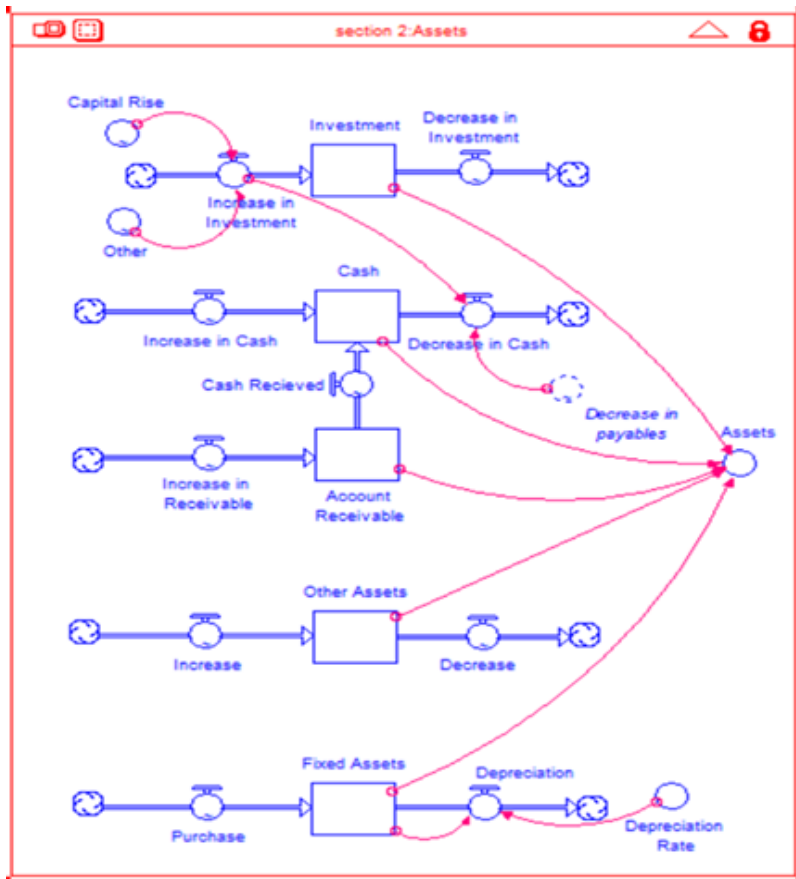 section 2:Assets
Capital Rise
Investment
Decrease in
Investment
Increase in
Investment
Other
Cash
Increase in Cash
Decrease in Cash
Cash Recieved
Decrease in
payables
Assets
Increase in
Receivable
Account
Receivable
Other Assets
Increase
Decrease
Fixed Assets
Depreciation
Purchase
Depreciation
Rate